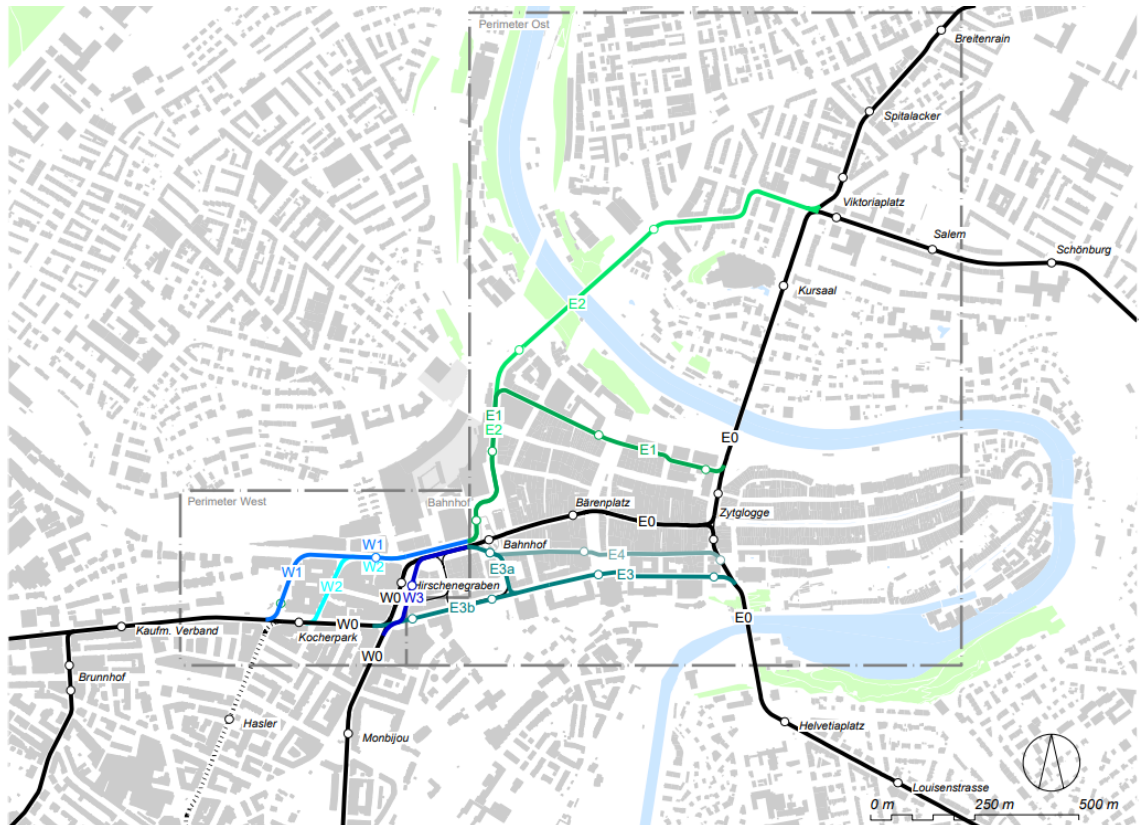 Perimeter Ost
Breitenrain
Spitalacker
Viktoriaplatz
Salem
Schönburg
Kursaal
E2
E1
E2
E1
E0
Perimeter West
Bahnhof
Bärenplatz
E0
Zytglogge
W1
W2
Bahnhof
E4
W1
W2
Hirschenegraben
E3a
E3
W0
W3
E3b
W0
E0
Kaufm. Verband
Kocherpark
W0
Brunnhof
Hasler
Monbijou
Helvetiaplatz
Louisenstrasse
0 m
250 m
500 m